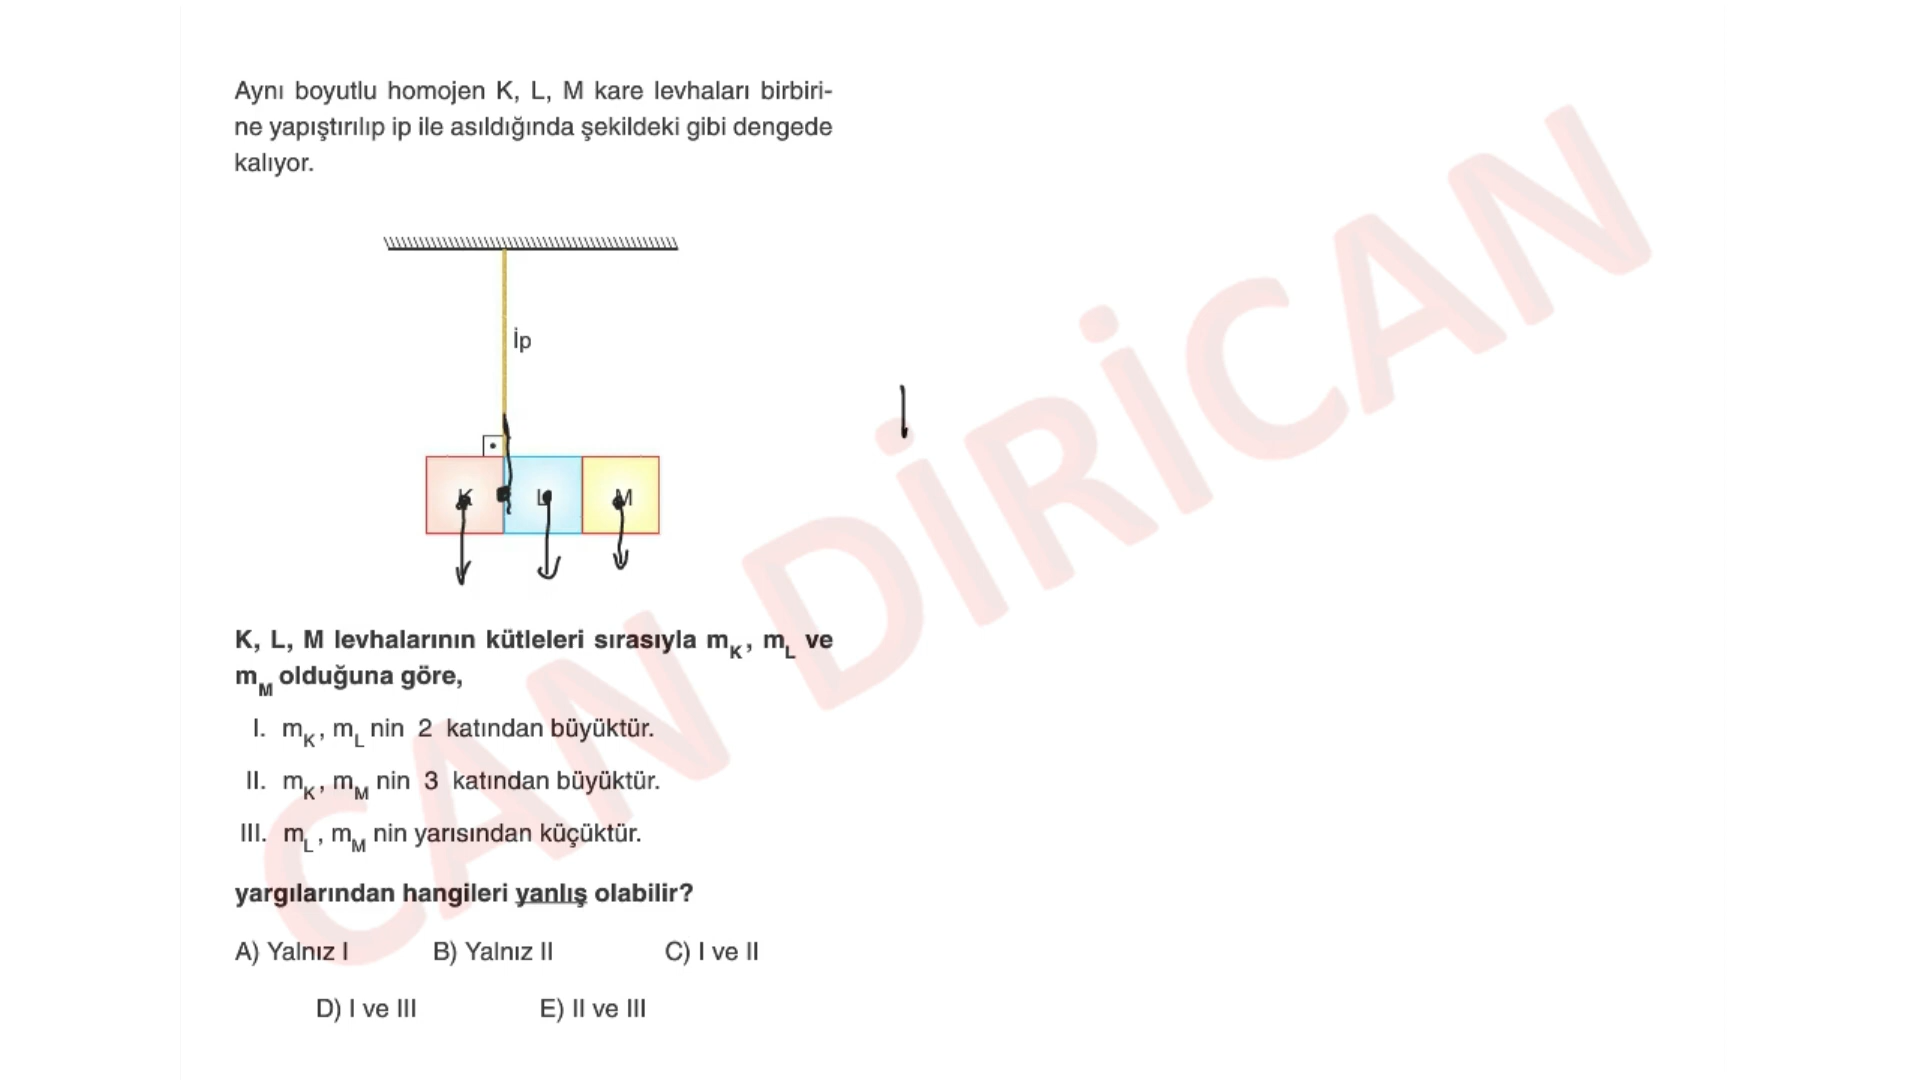 Aynı boyutlu homojen K, L, M kare levhaları birbiri-
ne yapıştırılıp ip ile asıldığında şekildeki gibi dengede
kalıyor.
İp
K L M
K, L, M levhalarının kütleleri sırasıyla mK, mL ve
mM olduğuna göre,
I. mK, mL nin 2 katından büyüktür.
II. mK, mM nin 3 katından büyüktür.
III. mL, mM nin yarısından küçüktür.
yargılarından hangileri yanlış olabilir?
A) Yalnız I B) Yalnız II C) I ve II
D) I ve III E) II ve III
CAN DİRİCAN